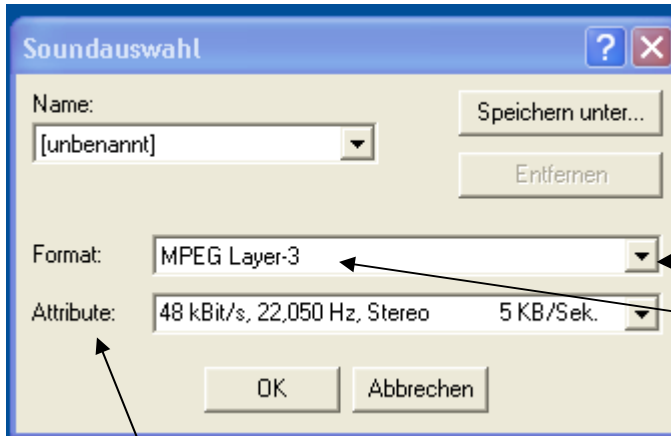 Soundauswahl
Name:
[unbenannt]
Speichern unter...
Entfernen
Format: MPEG Layer-3
Attribute: 48 kBit/s, 22,050 Hz, Stereo 5 KB/Sek.
OK Abbrechen